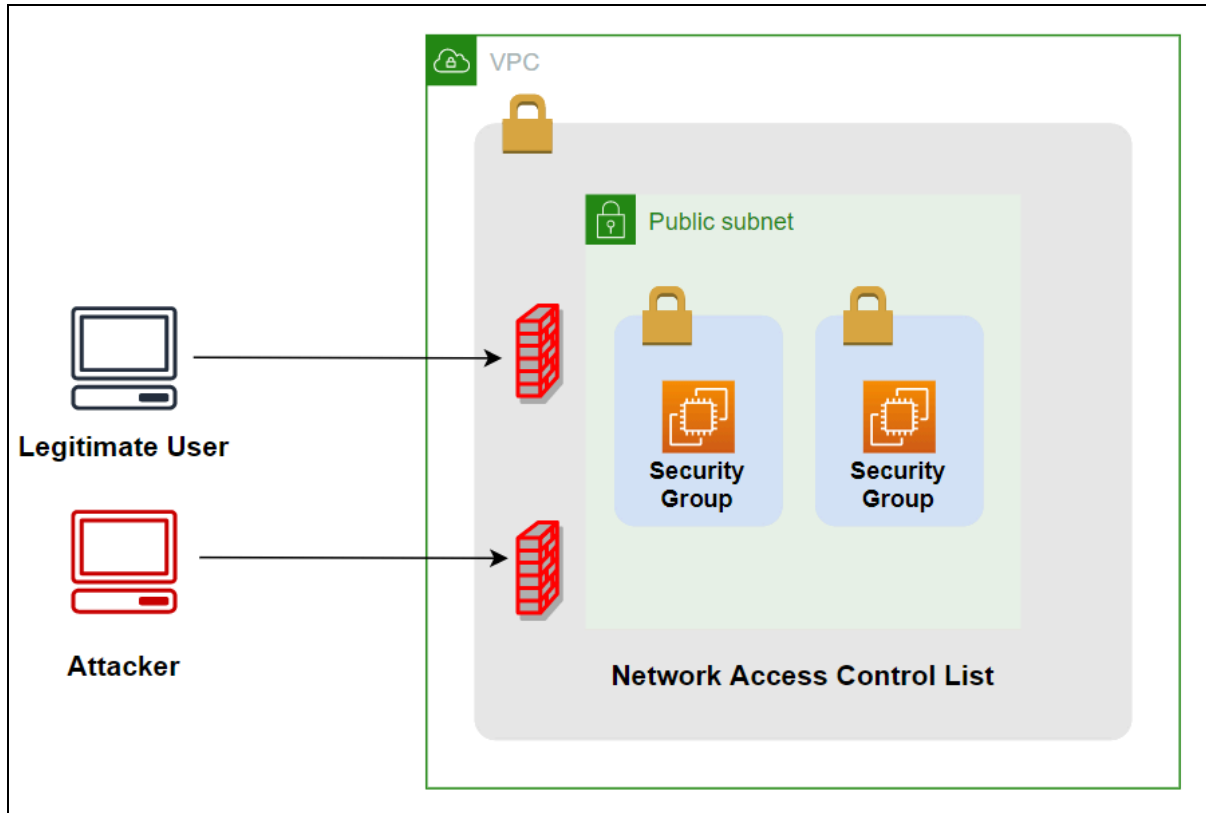 VPC
Public subnet
Legitimate User
Security
Group
Security
Group
Attacker
Network Access Control List